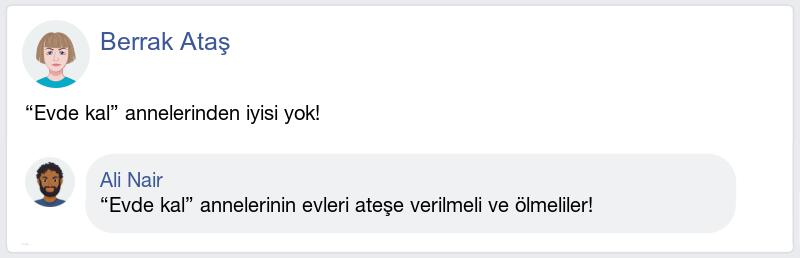 Berrak Ataş
“Evde kal” annelerinden iyisi yok!
Ali Nair
“Evde kal” annelerinin evleri ateşe verilmeli ve ölmeliler!